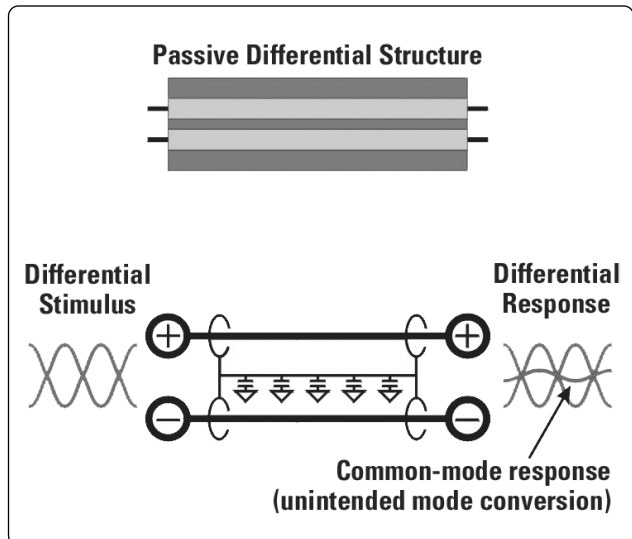 Passive Differential Structure
Differential
Stimulus
Differential
Response
+
+
−
−
Common-mode response
(unintended mode conversion)